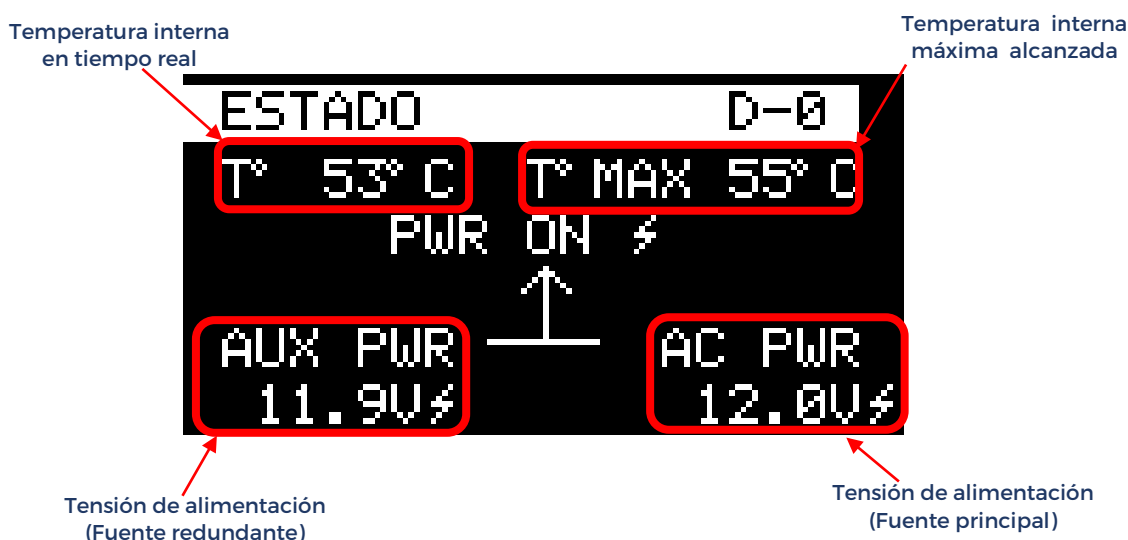 Temperatura interna
en tiempo real
Temperatura interna
máxima alcanzada
ESTADO D-0
T° 53° C T° MAX 55° C
PWR ON
AUX PWR AC PWR
11.9V 12.0V
Tensión de alimentación
(Fuente redundante)
Tensión de alimentación
(Fuente principal)